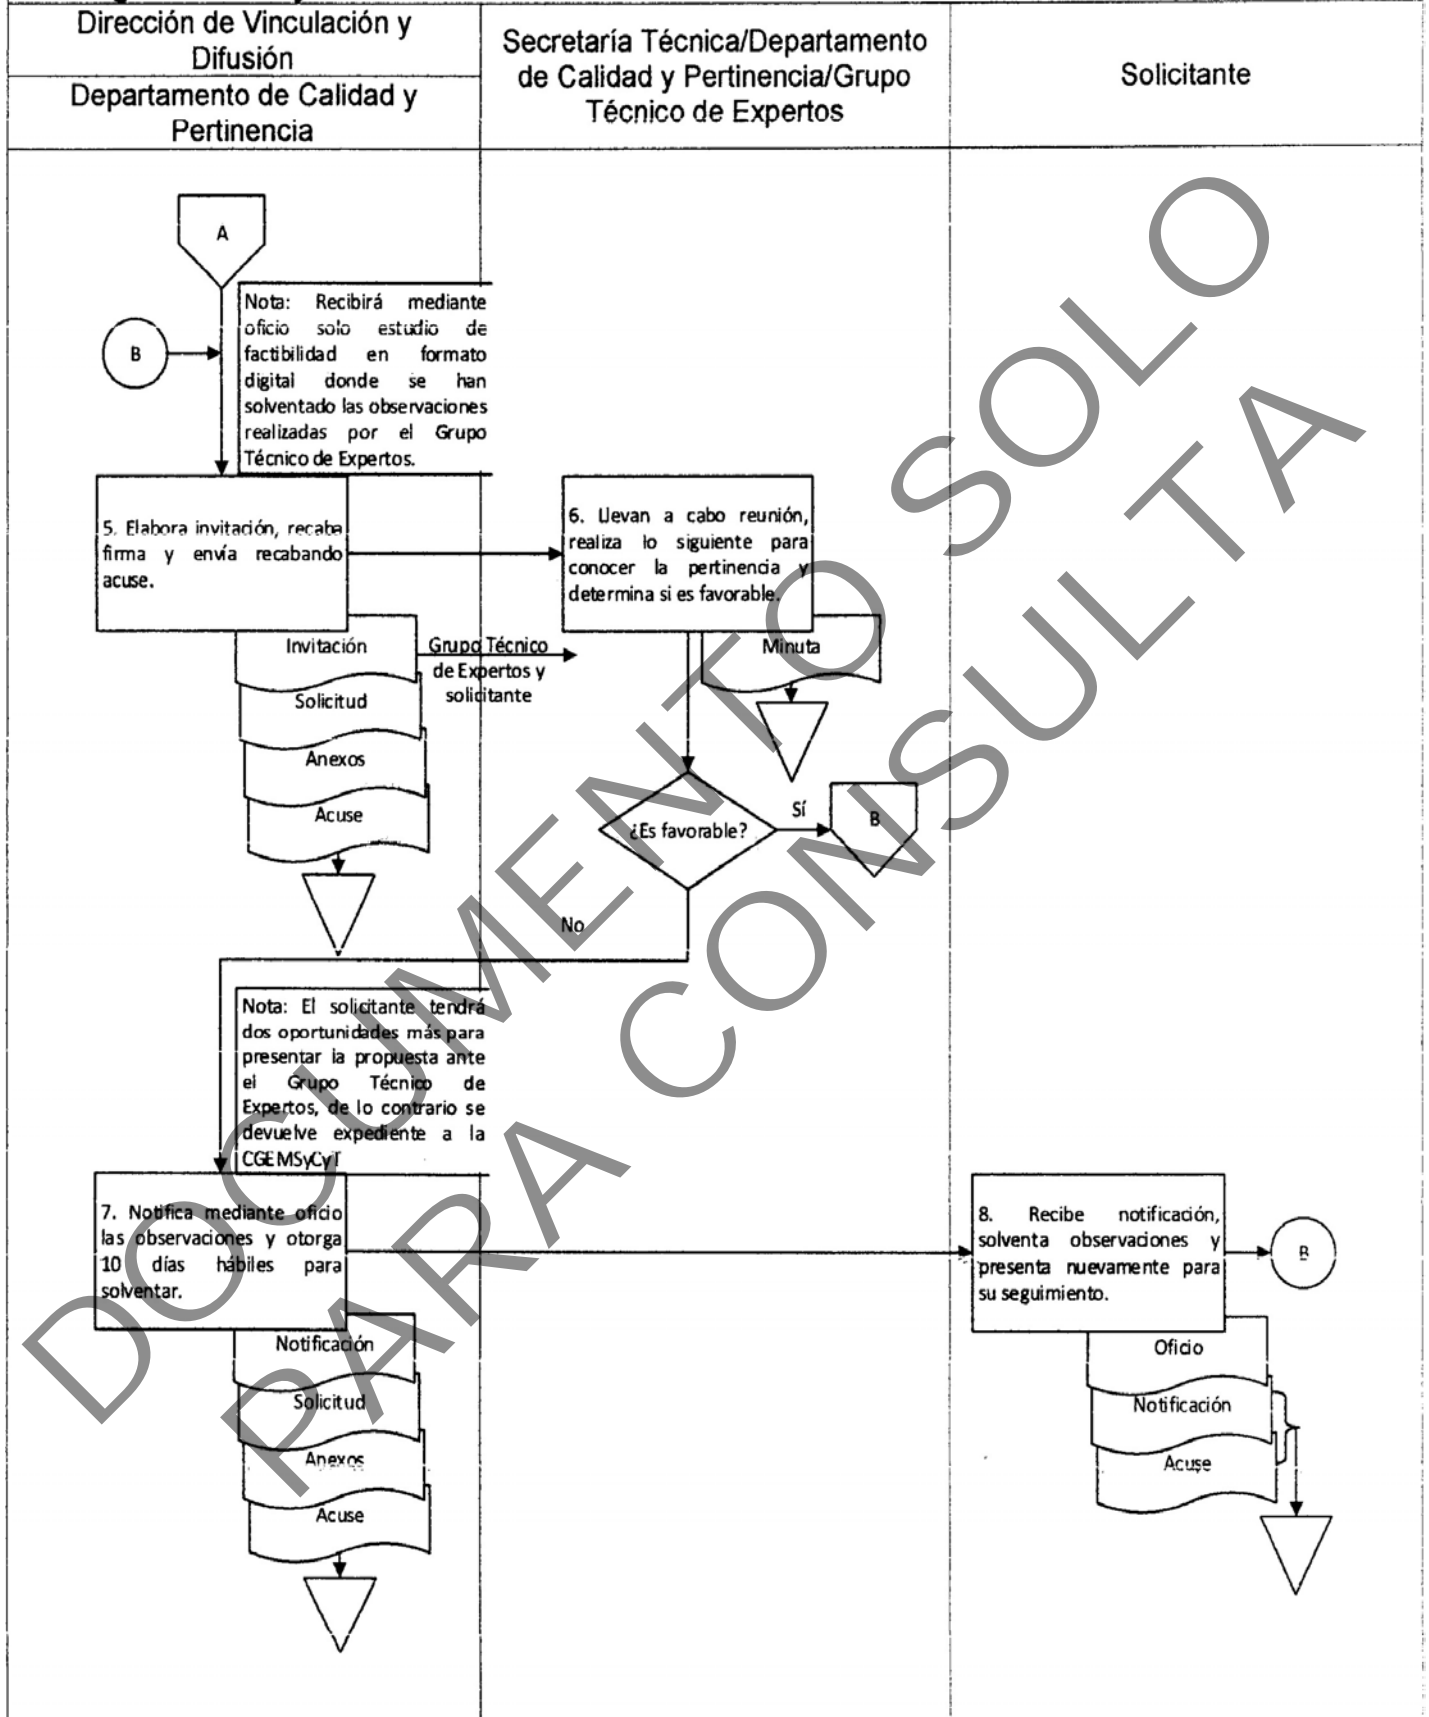 Dirección de Vinculación y
Difusión
Departamento de Calidad y
Pertinencia
Secretaría Técnica/Departamento
de Calidad y Pertinencia/Grupo
Técnico de Expertos
Solicitante
A
B
Nota: Recibirá mediante
oficio solo estudio de
factibilidad en formato
digital donde se han
solventado las observaciones
realizadas por el Grupo
Técnico de Expertos.
5. Elabora invitación, recaba
firma y envía recabando
acuse.
Invitación
Solicitud
Anexos
Acuse
Grupo Técnico
de Expertos y
solicitante
6. Llevan a cabo reunión,
realiza lo siguiente para
conocer la pertinencia y
determina si es favorable.
Minuta
¿Es favorable?
Sí
B
No
Nota: El solicitante tendrá
dos oportunidades más para
presentar la propuesta ante
el Grupo Técnico de
Expertos, de lo contrario se
devuelve expediente a la
CGEMSyCyT
7. Notifica mediante oficio
las observaciones y otorga
10 días hábiles para
solventar.
Notificación
Solicitud
Anexos
Acuse
8. Recibe notificación,
solventa observaciones y
presenta nuevamente para
su seguimiento.
B
Oficio
Notificación
Acuse
DOCUMENTO SOLO
PARA CONSULTA